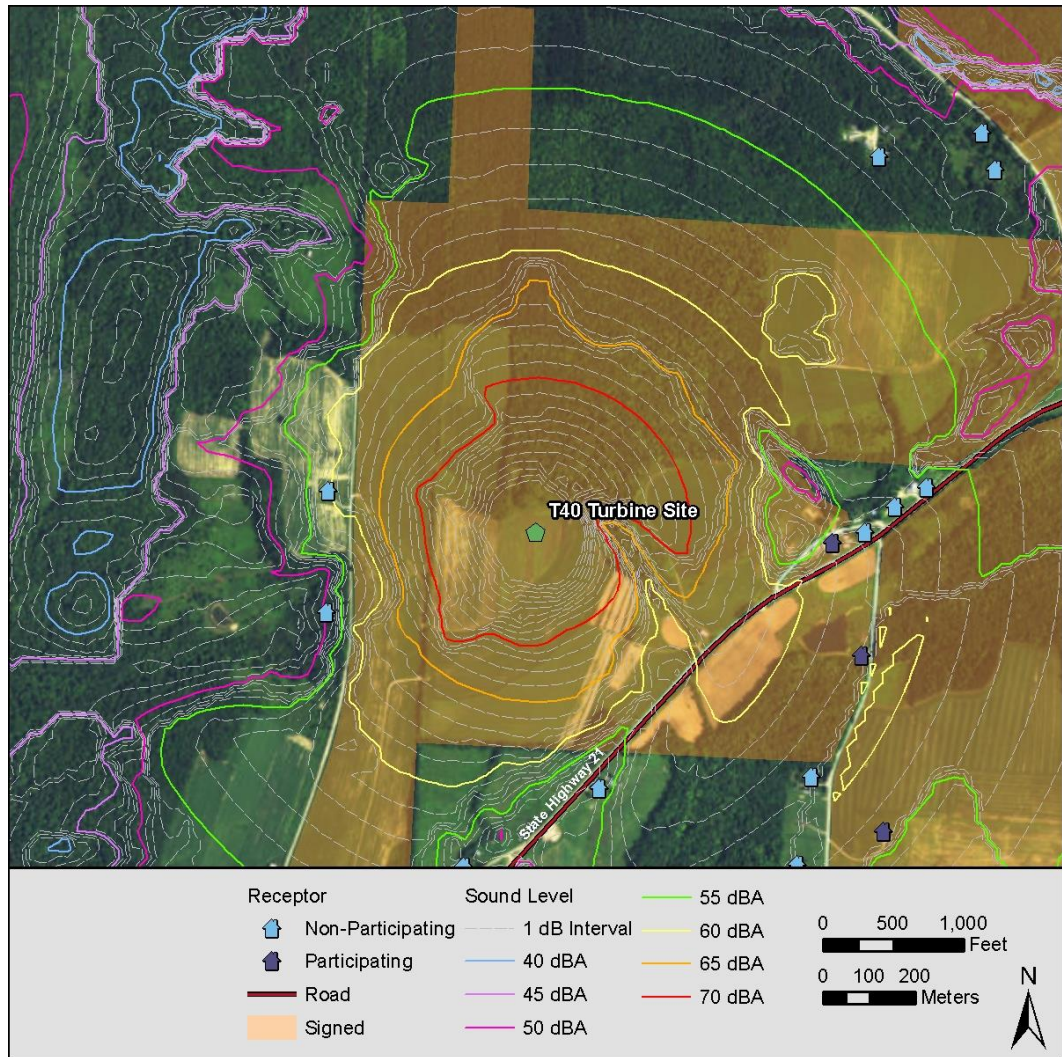 T40 Turbine Site
State Highway 21
Receptor
Non-Participating
Participating
Road
Signed
Sound Level
1 dB Interval
40 dBA
45 dBA
50 dBA
55 dBA
60 dBA
65 dBA
70 dBA
0 500 1,000
Feet
0 100 200
Meters
N